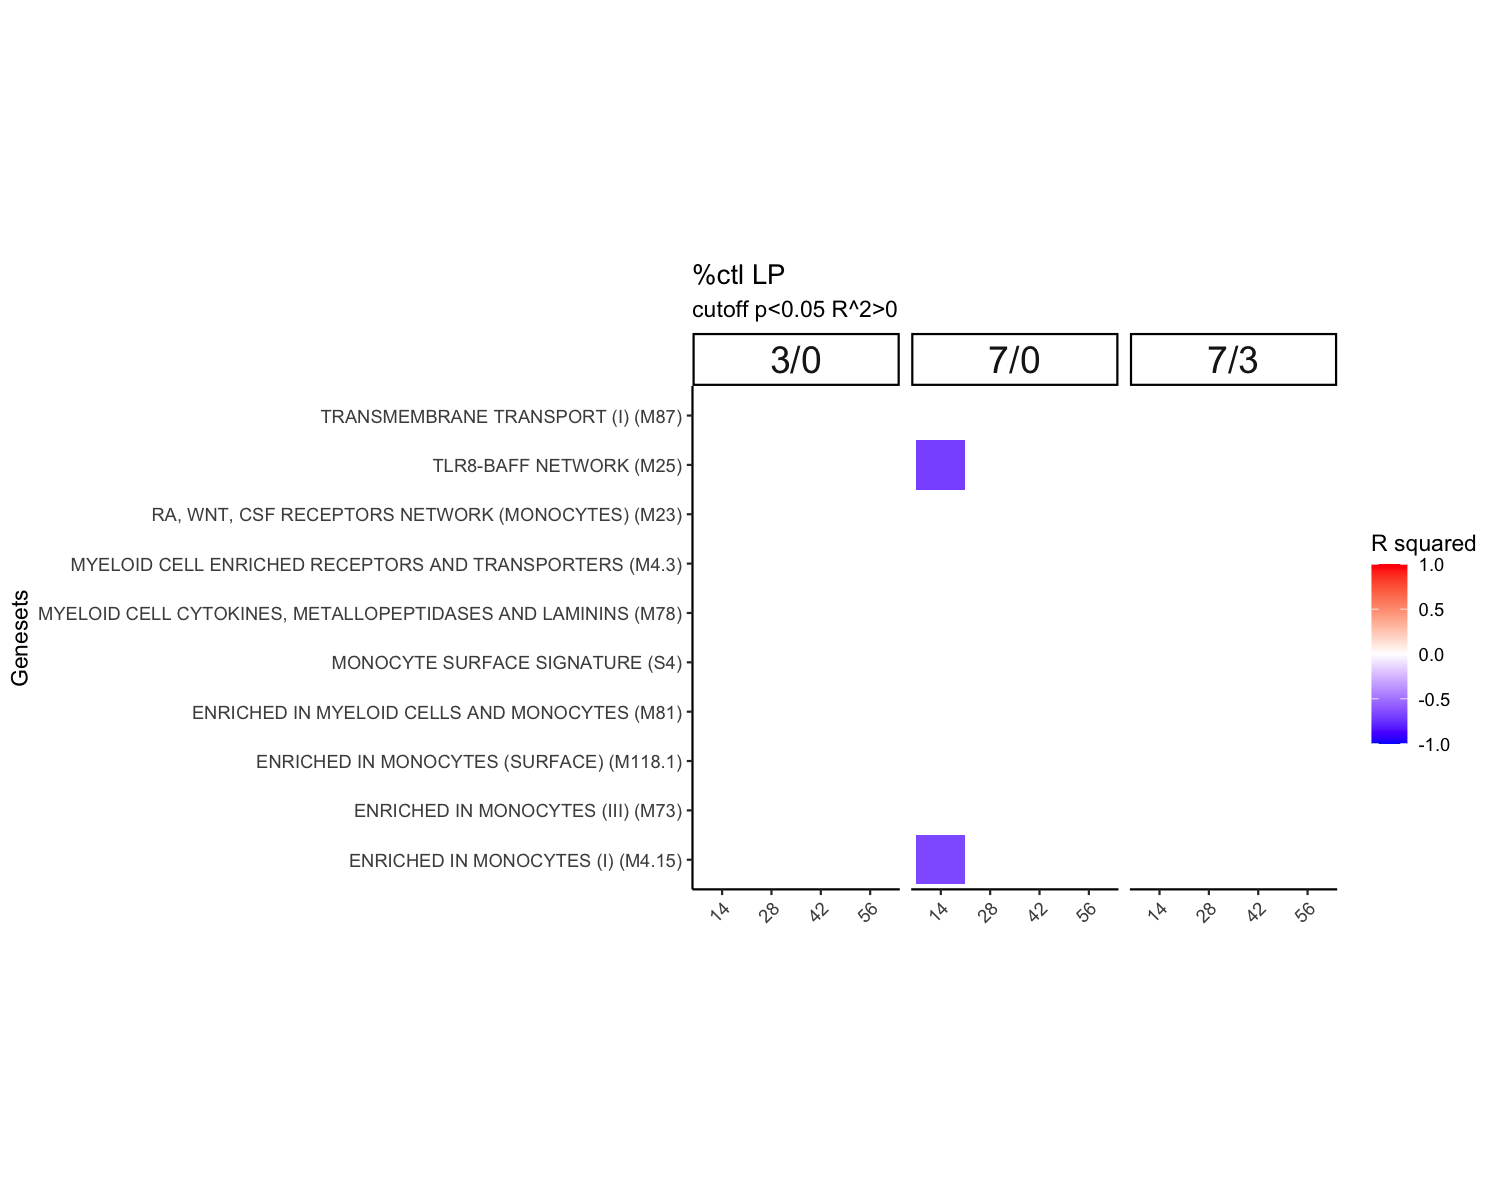 %ctl LP
cutoff p<0.05 R^2>0
3/0 7/0 7/3
TRANSMEMBRANE TRANSPORT (I) (M87)
TLR8-BAFF NETWORK (M25)
RA, WNT, CSF RECEPTORS NETWORK (MONOCYTES) (M23)
MYELOID CELL ENRICHED RECEPTORS AND TRANSPORTERS (M4.3)
MYELOID CELL CYTOKINES, METALLOPEPTIDASES AND LAMININS (M78)
MONOCYTE SURFACE SIGNATURE (S4)
ENRICHED IN MYELOID CELLS AND MONOCYTES (M81)
ENRICHED IN MONOCYTES (SURFACE) (M118.1)
ENRICHED IN MONOCYTES (III) (M73)
ENRICHED IN MONOCYTES (I) (M4.15)
Genesets
14 28 42 56 14 28 42 56 14 28 42 56
R squared
1.0
0.5
0.0
-0.5
-1.0